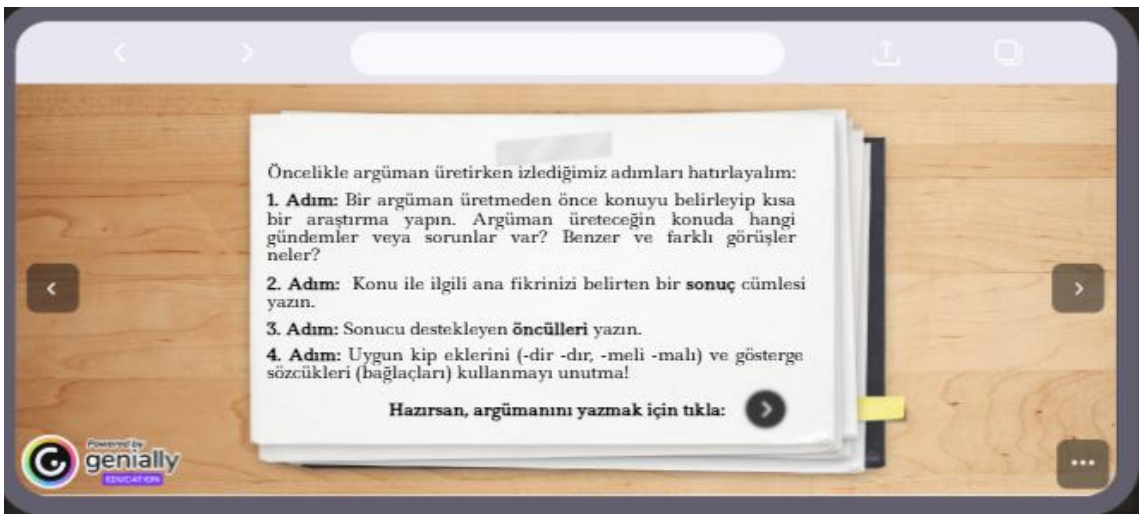 Öncelikle argüman üretirken izlediğimiz adımları hatırlayalım:
1. Adım: Bir argüman üretmeden önce konuyu belirleyip kısa
bir araştırma yapın. Argüman üreteceğin konuda hangi
gündemler veya sorunlar var? Benzer ve farklı görüşler
neler?
2. Adım: Konu ile ilgili ana fikrinizi belirten bir sonuç cümlesi
yazın.
3. Adım: Sonucu destekleyen öncülleri yazın.
4. Adım: Uygun kip eklerini (-dir -dır, -meli -malı) ve gösterge
sözcükleri (bağlaçları) kullanmayı unutma!
Hazırsan, argümanını yazmak için tıkla:
Powered by
genially
EDUCATION